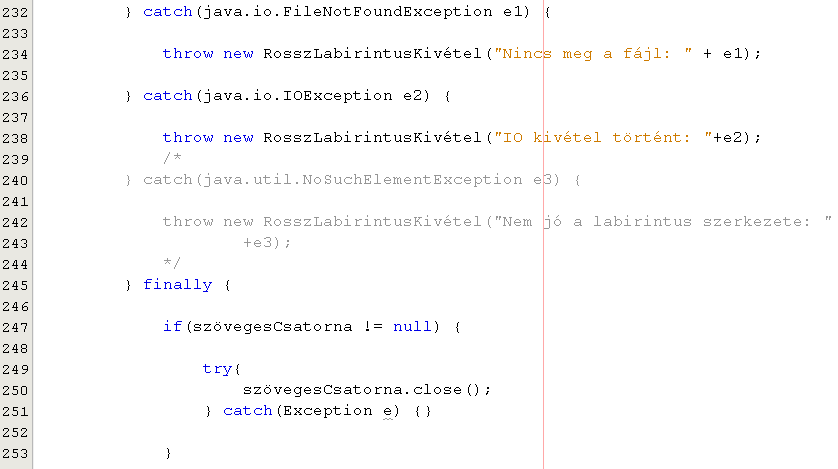 232 } catch(java.io.FileNotFoundException e1) {
233
234 throw new RosszLabirintusKivétel("Nincs meg a fájl: " + e1);
235
236 } catch(java.io.IOException e2) {
237
238 throw new RosszLabirintusKivétel("IO kivétel történt: "+e2);
239 /*
240 } catch(java.util.NoSuchElementException e3) {
241
242 throw new RosszLabirintusKivétel("Nem jó a labirintus szerkezete: "
243 +e3);
244 */
245 } finally {
246
247 if(szövegesCsatorna != null) {
248
249 try{
250 szövegesCsatorna.close();
251 } catch(Exception e) {}
252
253 }